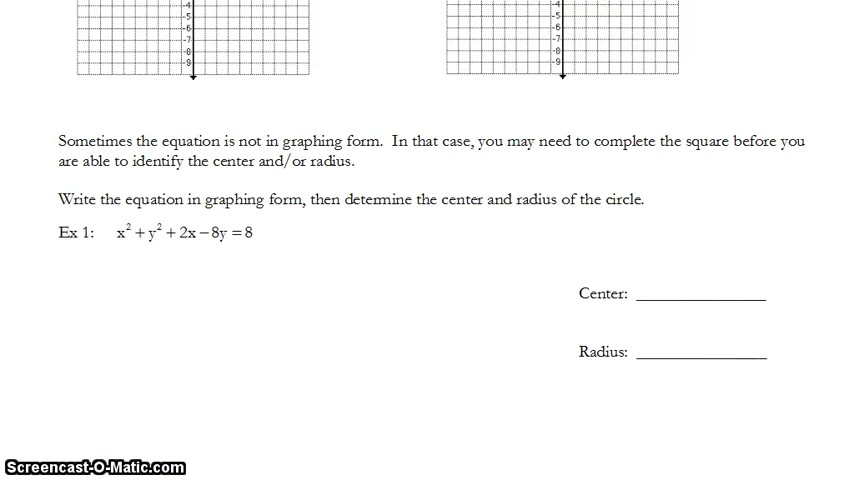 -4 -4
-5 -5
-6 -6
-7 -7
-8 -8
-9 -9
Sometimes the equation is not in graphing form. In that case, you may need to complete the square before you
are able to identify the center and/or radius.
Write the equation in graphing form, then determine the center and radius of the circle.
Ex 1: x² + y² + 2x – 8y = 8
Center: ________________
Radius: ________________
Screencast-O-Matic.com